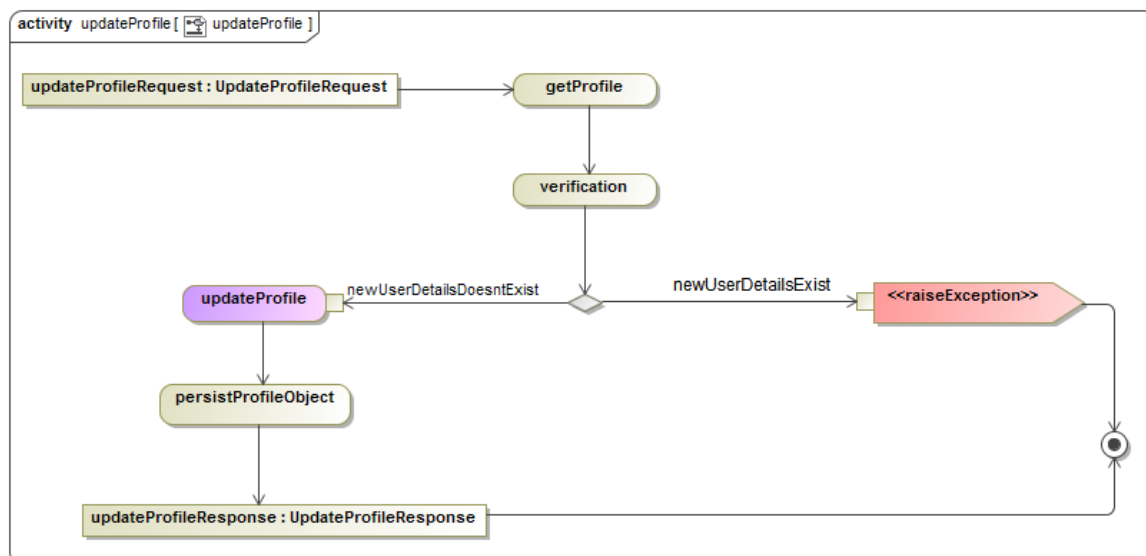 activity updateProfile [ updateProfile ]
updateProfileRequest : UpdateProfileRequest
getProfile
verification
newUserDetailsDoesntExist
newUserDetailsExist
updateProfile
<<raiseException>>
persistProfileObject
updateProfileResponse : UpdateProfileResponse